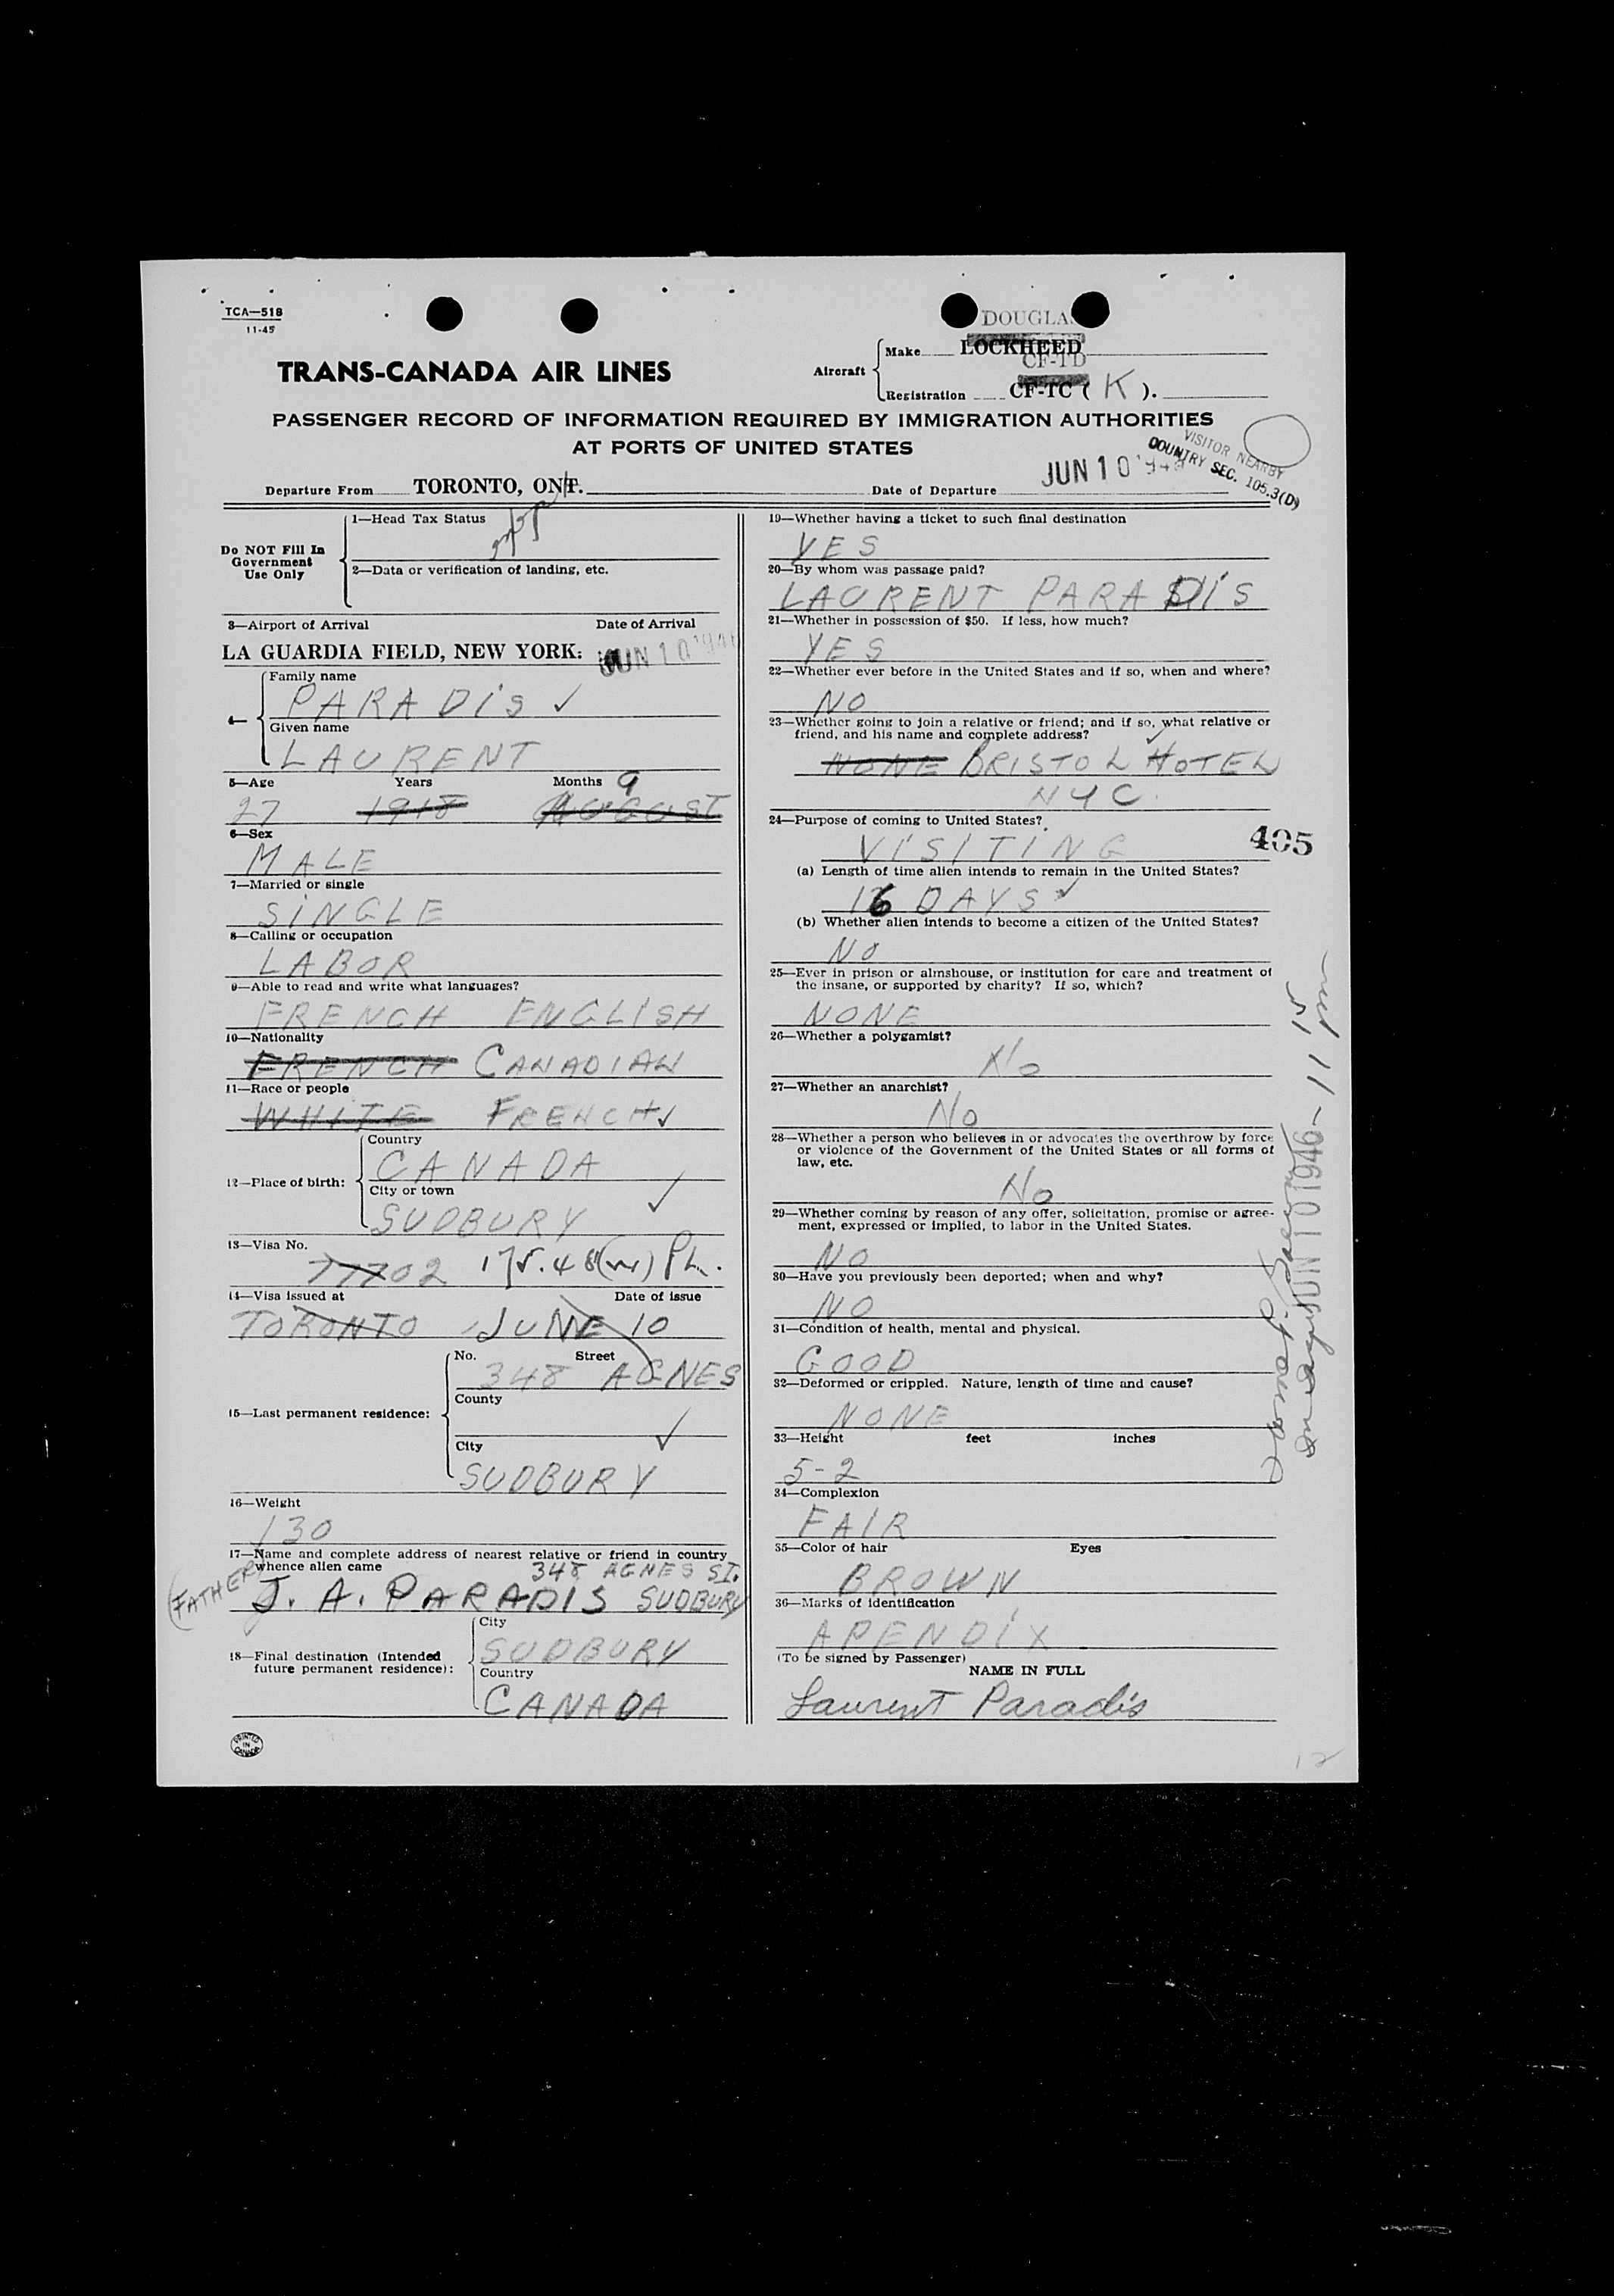 TCA—518
11-45
DOUGLAS
TRANS-CANADA AIR LINES
Aircraft
Make LOCKHEED
CF-TD
Registration CF-TC ( K ).
PASSENGER RECORD OF INFORMATION REQUIRED BY IMMIGRATION AUTHORITIES
AT PORTS OF UNITED STATES
VISITOR NEARBY
COUNTRY SEC. 105.3(D)
Departure From TORONTO, ONT.
Date of Departure JUN 10 1946
Do NOT Fill In
Government
Use Only
1—Head Tax Status
2—Data or verification of landing, etc.
3—Airport of Arrival Date of Arrival
LA GUARDIA FIELD, NEW YORK: JUN 10 1946
4— Family name
PARADIS ✓
Given name
LAURENT
5—Age Years Months 9
27 1918 AUGUST
6—Sex
MALE
7—Married or single
SINGLE
8—Calling or occupation
LABOR
9—Able to read and write what languages?
FRENCH ENGLISH
10—Nationality
FRENCH CANADIAN
11—Race or people
WHITE FRENCH ✓
12—Place of birth:
Country
CANADA
City or town
SUDBURY ✓
13—Visa No.
77702 175.48
14—Visa issued at Date of issue
TORONTO JUNE 10
15—Last permanent residence:
No. Street
348 AGNES
County
City ✓
SUDBURY
16—Weight
130
17—Name and complete address of nearest relative or friend in country
whence alien came 348 AGNES ST.
(FATHER) J. A. PARADIS SUDBURY
18—Final destination (Intended
future permanent residence):
City
SUDBURY
Country
CANADA
PRINTED
IN
CANADA
19—Whether having a ticket to such final destination
YES
20—By whom was passage paid?
LAURENT PARADIS
21—Whether in possession of $50. If less, how much?
YES
22—Whether ever before in the United States and if so, when and where?
NO
23—Whether going to join a relative or friend; and if so, what relative or
friend, and his name and complete address?
NONE BRISTOL HOTEL
NYC.
24—Purpose of coming to United States?
VISITING
405
(a) Length of time alien intends to remain in the United States?
16 DAYS ✓
(b) Whether alien intends to become a citizen of the United States?
NO
25—Ever in prison or almshouse, or institution for care and treatment of
the insane, or supported by charity? If so, which?
NONE
26—Whether a polygamist?
No
27—Whether an anarchist?
No
28—Whether a person who believes in or advocates the overthrow by force
or violence of the Government of the United States or all forms of
law, etc.
No
29—Whether coming by reason of any offer, solicitation, promise or agree-
ment, expressed or implied, to labor in the United States.
NO
30—Have you previously been deported; when and why?
NO
31—Condition of health, mental and physical.
GOOD
32—Deformed or crippled. Nature, length of time and cause?
NONE
33—Height feet inches
5-2
34—Complexion
FAIR
35—Color of hair Eyes
BROWN
36—Marks of identification
APENDIX
(To be signed by Passenger)
NAME IN FULL
Laurent Paradis
JUN 10 1946 - 11 15 pm
12